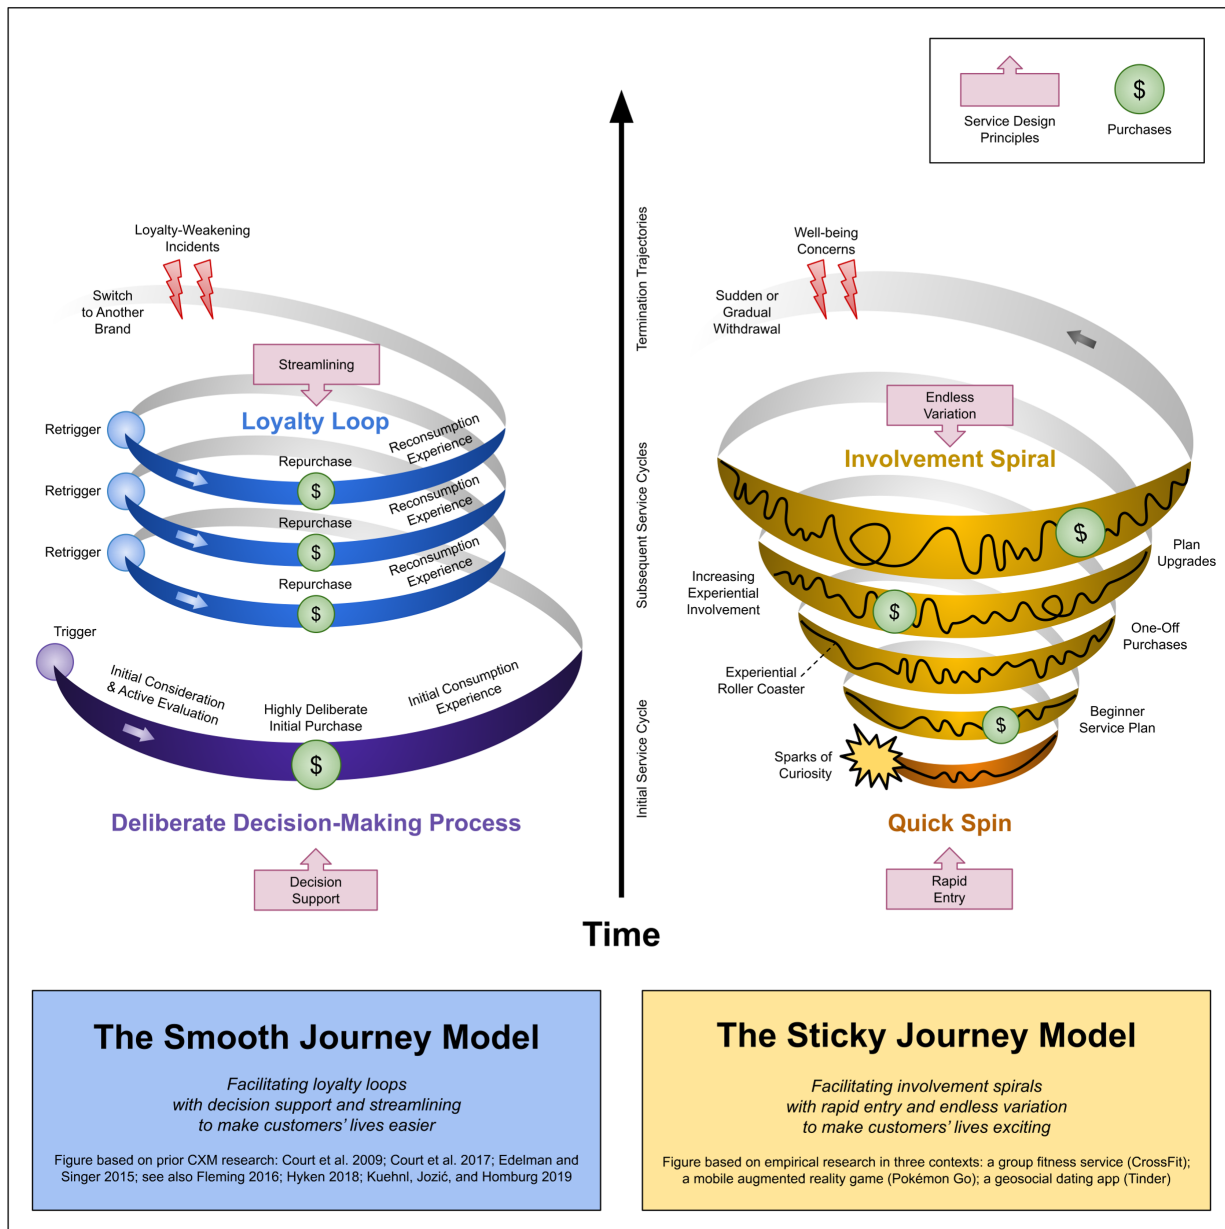 $
Service Design
Principles
Purchases
Loyalty-Weakening
Incidents
Switch
to Another
Brand
Streamlining
Loyalty Loop
Retrigger
Repurchase
$
Reconsumption
Experience
Retrigger
Repurchase
$
Reconsumption
Experience
Retrigger
Repurchase
$
Reconsumption
Experience
Trigger
Initial Consideration
& Active Evaluation
Highly Deliberate
Initial Purchase
$
Initial Consumption
Experience
Deliberate Decision-Making Process
Decision
Support
Termination Trajectories
Subsequent Service Cycles
Initial Service Cycle
Time
Well-being
Concerns
Sudden or
Gradual
Withdrawal
Endless
Variation
Involvement Spiral
$
Plan
Upgrades
Increasing
Experiential
Involvement
$
One-Off
Purchases
Experiential
Roller Coaster
$
Beginner
Service Plan
Sparks of
Curiosity
Quick Spin
Rapid
Entry
The Smooth Journey Model
Facilitating loyalty loops
with decision support and streamlining
to make customers' lives easier
Figure based on prior CXM research: Court et al. 2009; Court et al. 2017; Edelman and
Singer 2015; see also Fleming 2016; Hyken 2018; Kuehnl, Jozić, and Homburg 2019
The Sticky Journey Model
Facilitating involvement spirals
with rapid entry and endless variation
to make customers' lives exciting
Figure based on empirical research in three contexts: a group fitness service (CrossFit);
a mobile augmented reality game (Pokémon Go); a geosocial dating app (Tinder)